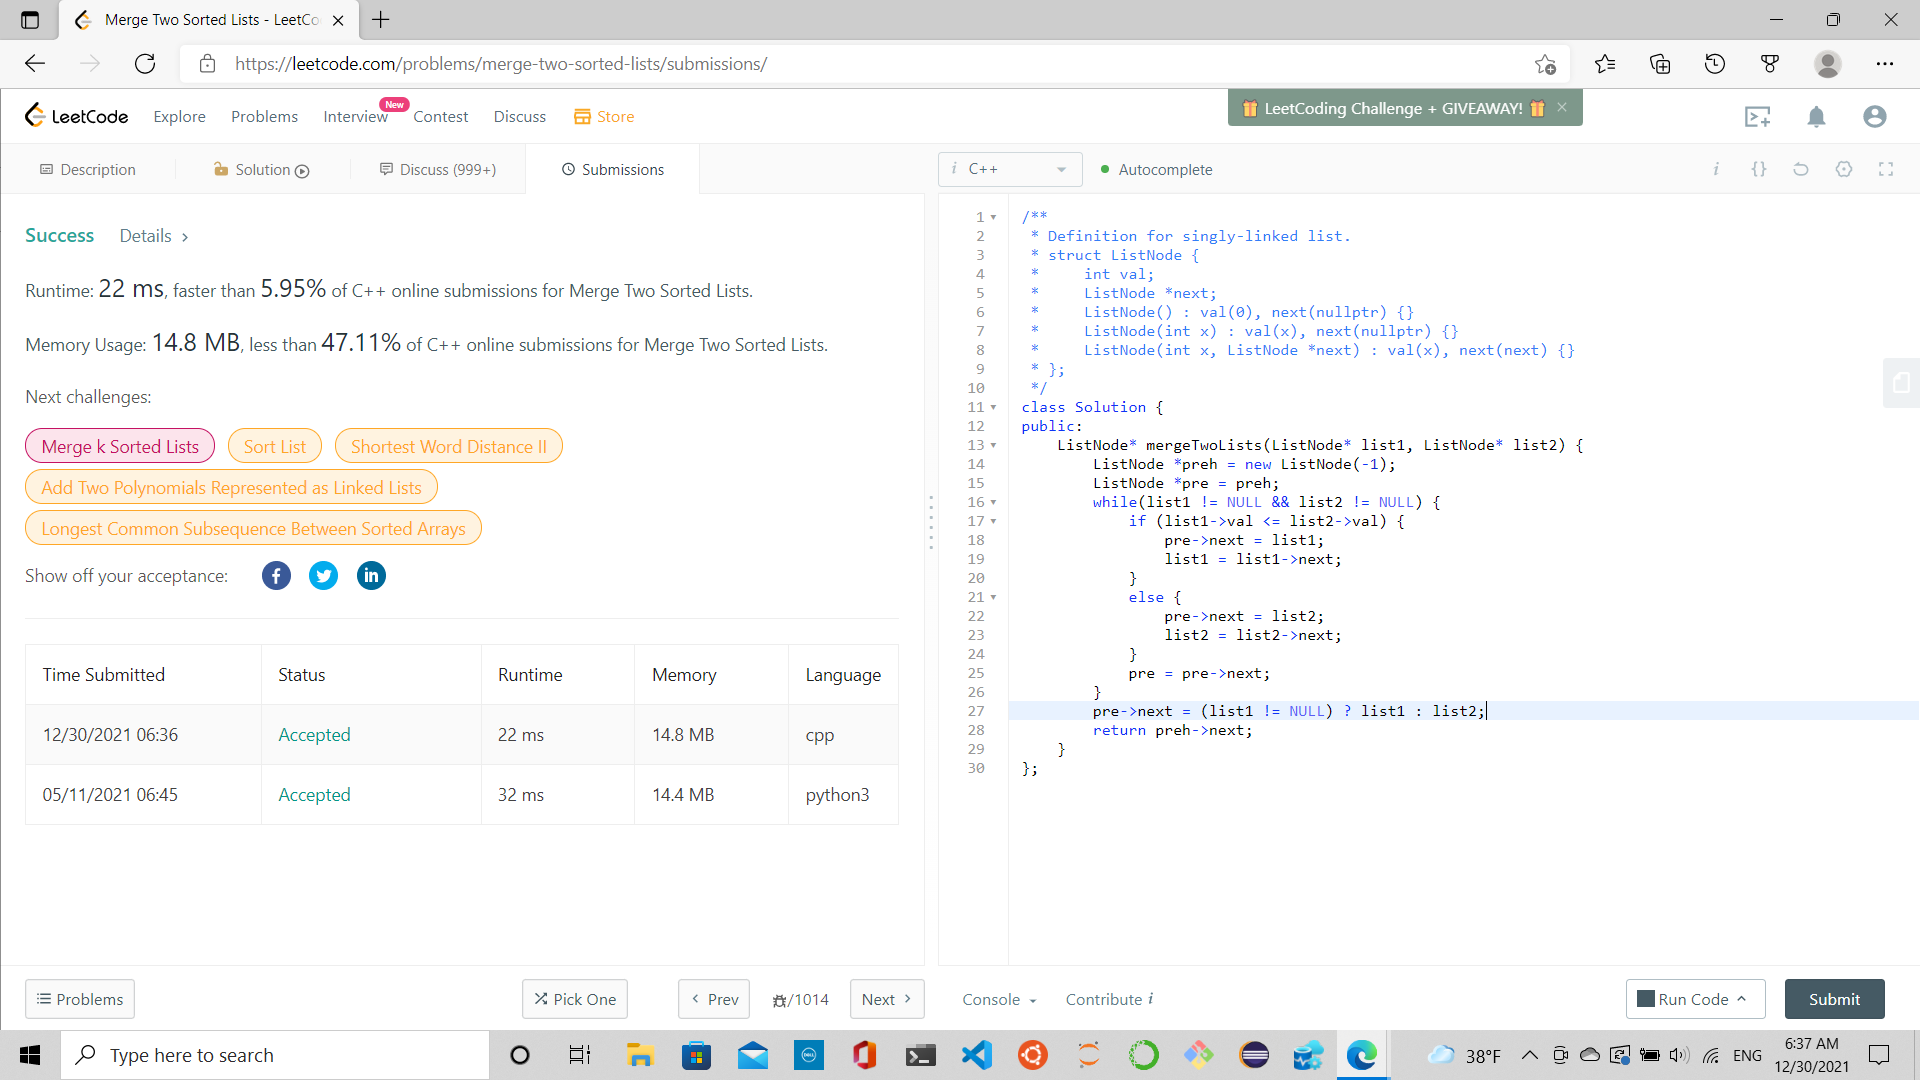 Merge Two Sorted Lists - LeetCo
https://leetcode.com/problems/merge-two-sorted-lists/submissions/
LeetCode Explore Problems Interview New Contest Discuss Store
LeetCoding Challenge + GIVEAWAY!
Description Solution Discuss (999+) Submissions
i C++ Autocomplete i {}
Success Details >
Runtime: 22 ms, faster than 5.95% of C++ online submissions for Merge Two Sorted Lists.
Memory Usage: 14.8 MB, less than 47.11% of C++ online submissions for Merge Two Sorted Lists.
Next challenges:
Merge k Sorted Lists Sort List Shortest Word Distance II
Add Two Polynomials Represented as Linked Lists
Longest Common Subsequence Between Sorted Arrays
Show off your acceptance:
Time Submitted Status Runtime Memory Language
12/30/2021 06:36 Accepted 22 ms 14.8 MB cpp
05/11/2021 06:45 Accepted 32 ms 14.4 MB python3
1 /**
2 * Definition for singly-linked list.
3 * struct ListNode {
4 *     int val;
5 *     ListNode *next;
6 *     ListNode() : val(0), next(nullptr) {}
7 *     ListNode(int x) : val(x), next(nullptr) {}
8 *     ListNode(int x, ListNode *next) : val(x), next(next) {}
9 * };
10 */
11 class Solution {
12 public:
13     ListNode* mergeTwoLists(ListNode* list1, ListNode* list2) {
14         ListNode *preh = new ListNode(-1);
15         ListNode *pre = preh;
16         while(list1 != NULL && list2 != NULL) {
17             if (list1->val <= list2->val) {
18                 pre->next = list1;
19                 list1 = list1->next;
20             }
21             else {
22                 pre->next = list2;
23                 list2 = list2->next;
24             }
25             pre = pre->next;
26         }
27         pre->next = (list1 != NULL) ? list1 : list2;
28         return preh->next;
29     }
30 };
Problems Pick One < Prev /1014 Next > Console Contribute i Run Code Submit
Type here to search
38°F ENG
6:37 AM
12/30/2021